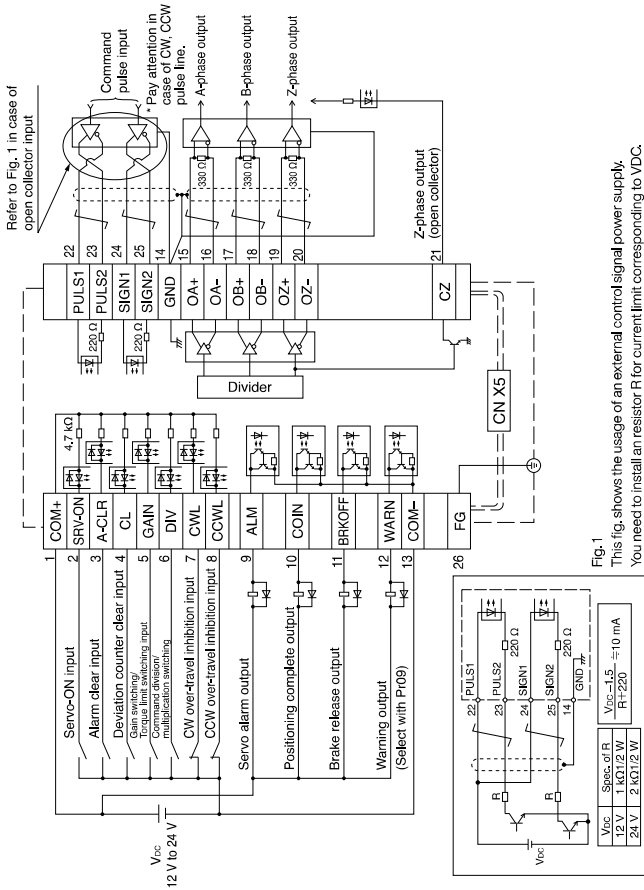 Refer to Fig. 1 in case of
open collector input
Command
pulse input
* Pay attention in
case of CW, CCW
pulse line.
A-phase output
B-phase output
Z-phase output
Z-phase output
(open collector)
22
23
24
25
14
15
16
17
18
19
20
21
PULS1
PULS2
SIGN1
SIGN2
GND
OA+
OA-
OB+
OB-
OZ+
OZ-
CZ
220 Ω
220 Ω
330 Ω
330 Ω
330 Ω
Divider
4.7 kΩ
CN X5
COM+
SRV-ON
A-CLR
CL
GAIN
DIV
CWL
CCWL
ALM
COIN
BRKOFF
WARN
COM-
FG
1
2
3
4
5
6
7
8
9
10
11
12
13
26
Servo-ON input
Alarm clear input
Deviation counter clear input
Gain switching/
Torque limit switching input
Command division/
multiplication switching
CW over-travel inhibition input
CCW over-travel inhibition input
Servo alarm output
Positioning complete output
Brake release output
Warning output
(Select with Pr09)
VDC
12 V to 24 V
22
PULS1
23
PULS2
24
SIGN1
25
SIGN2
14
GND
220 Ω
220 Ω
R
R
VDC
VDC Spec. of R
12 V 1 kΩ1/2 W
24 V 2 kΩ1/2 W
VDC–1.5
R+220
≑10 mA
Fig.1
This fig. shows the usage of an external control signal power supply.
You need to install an resistor R for current limit corresponding to VDC.